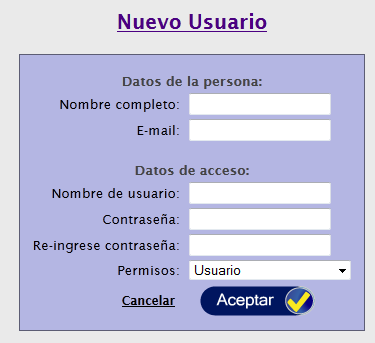 Nuevo Usuario
Datos de la persona:
Nombre completo:
E-mail:
Datos de acceso:
Nombre de usuario:
Contraseña:
Re-ingrese contraseña:
Permisos: Usuario
Cancelar Aceptar